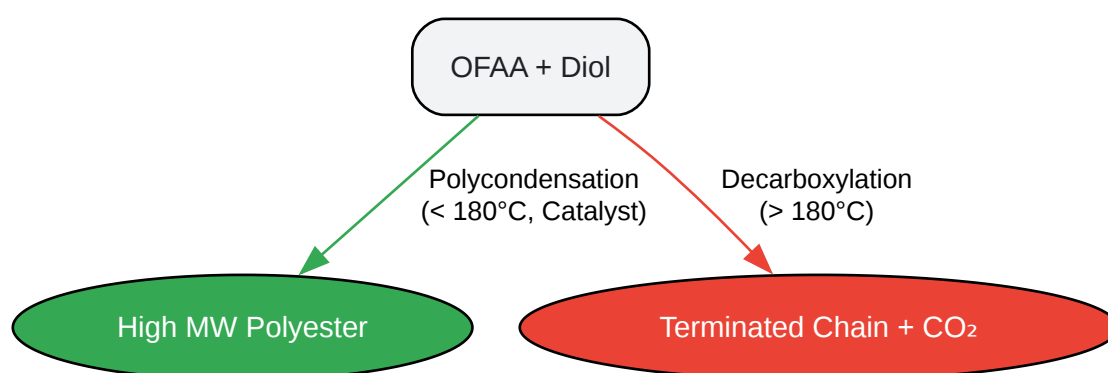 OFAA + Diol
Polycondensation
(< 180°C, Catalyst)
Decarboxylation
(> 180°C)
High MW Polyester
Terminated Chain + CO₂